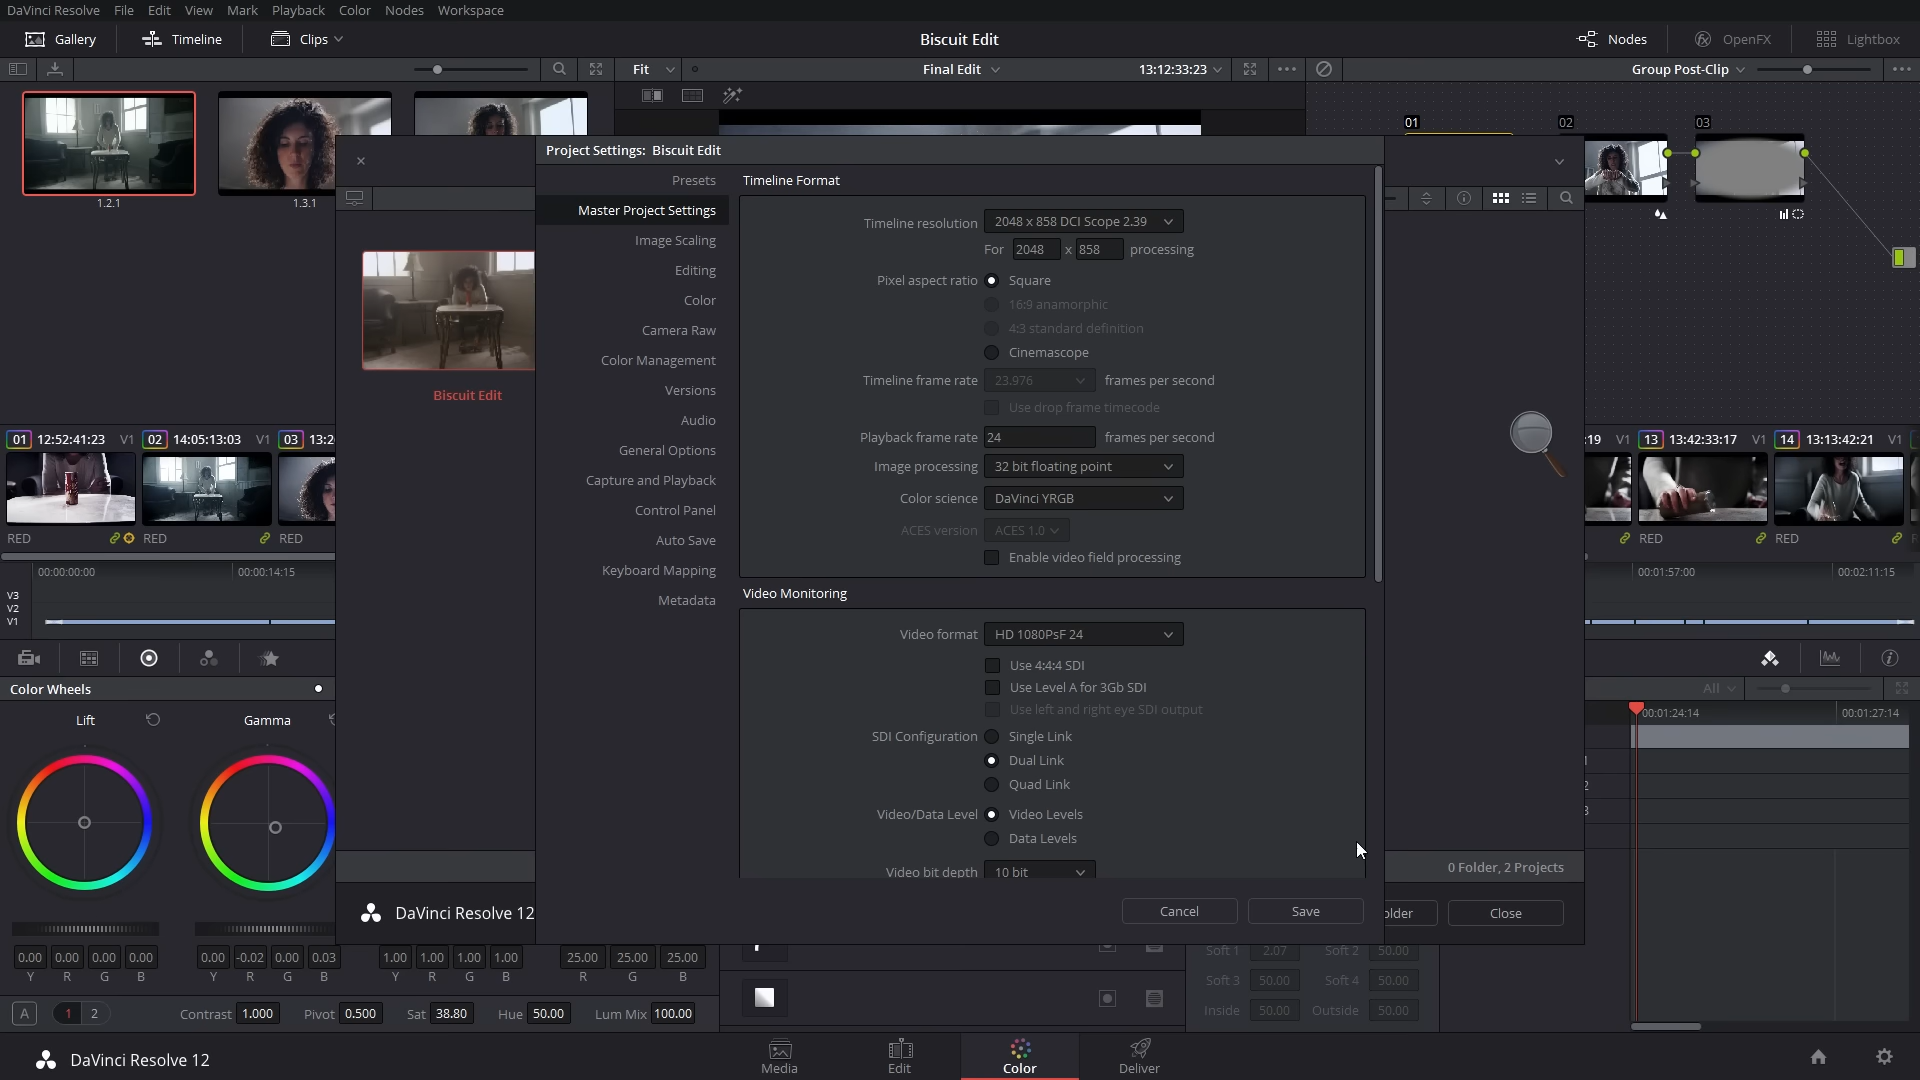 DaVinci Resolve File Edit View Mark Playback Color Nodes Workspace
Gallery Timeline Clips Biscuit Edit Nodes OpenFX Lightbox
Fit Final Edit 13:12:33:23 Group Post-Clip
1.2.1 1.3.1
01 02 03
Project Settings: Biscuit Edit
Presets
Master Project Settings
Image Scaling
Editing
Color
Camera Raw
Color Management
Versions
Audio
General Options
Capture and Playback
Control Panel
Auto Save
Keyboard Mapping
Metadata
Timeline Format
Timeline resolution 2048 x 858 DCI Scope 2.39
For 2048 x 858 processing
Pixel aspect ratio Square
16:9 anamorphic
4:3 standard definition
Cinemascope
Timeline frame rate 23.976 frames per second
Use drop frame timecode
Playback frame rate 24 frames per second
Image processing 32 bit floating point
Color science DaVinci YRGB
ACES version ACES 1.0
Enable video field processing
Video Monitoring
Video format HD 1080PsF 24
Use 4:4:4 SDI
Use Level A for 3Gb SDI
Use left and right eye SDI output
SDI Configuration Single Link
Dual Link
Quad Link
Video/Data Level Video Levels
Data Levels
Video bit depth 10 bit
Cancel Save
Biscuit Edit
0 Folder, 2 Projects
DaVinci Resolve 12
older Close
01 12:52:41:23 V1 02 14:05:13:03 V1 03 13:2
:19 V1 13 13:42:33:17 V1 14 13:13:42:21 V1
RED RED RED
RED RED
00:00:00:00 00:00:14:15
00:01:57:00 00:02:11:15
V3
V2
V1
Color Wheels
All
Lift Gamma
00:01:24:14 00:01:27:14
1
2
3
0.00 0.00 0.00 0.00 0.00 -0.02 0.00 0.03 1.00 1.00 1.00 1.00 25.00 25.00 25.00
Y R G B Y R G B Y R G B R G B
Soft 1 2.07 Soft 2 50.00
Soft 3 50.00 Soft 4 50.00
Inside 50.00 Outside 50.00
A 1 2 Contrast 1.000 Pivot 0.500 Sat 38.80 Hue 50.00 Lum Mix 100.00
DaVinci Resolve 12
Media Edit Color Deliver